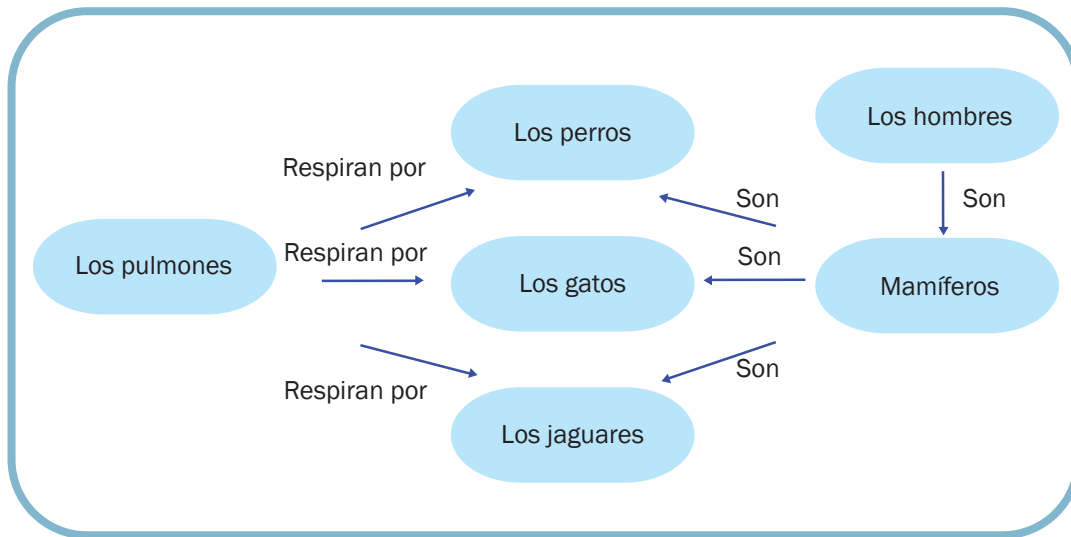 Los hombres
Los perros
Respiran por
Son
Son
Respiran por
Son
Los pulmones
Los gatos
Mamíferos
Respiran por
Son
Los jaguares